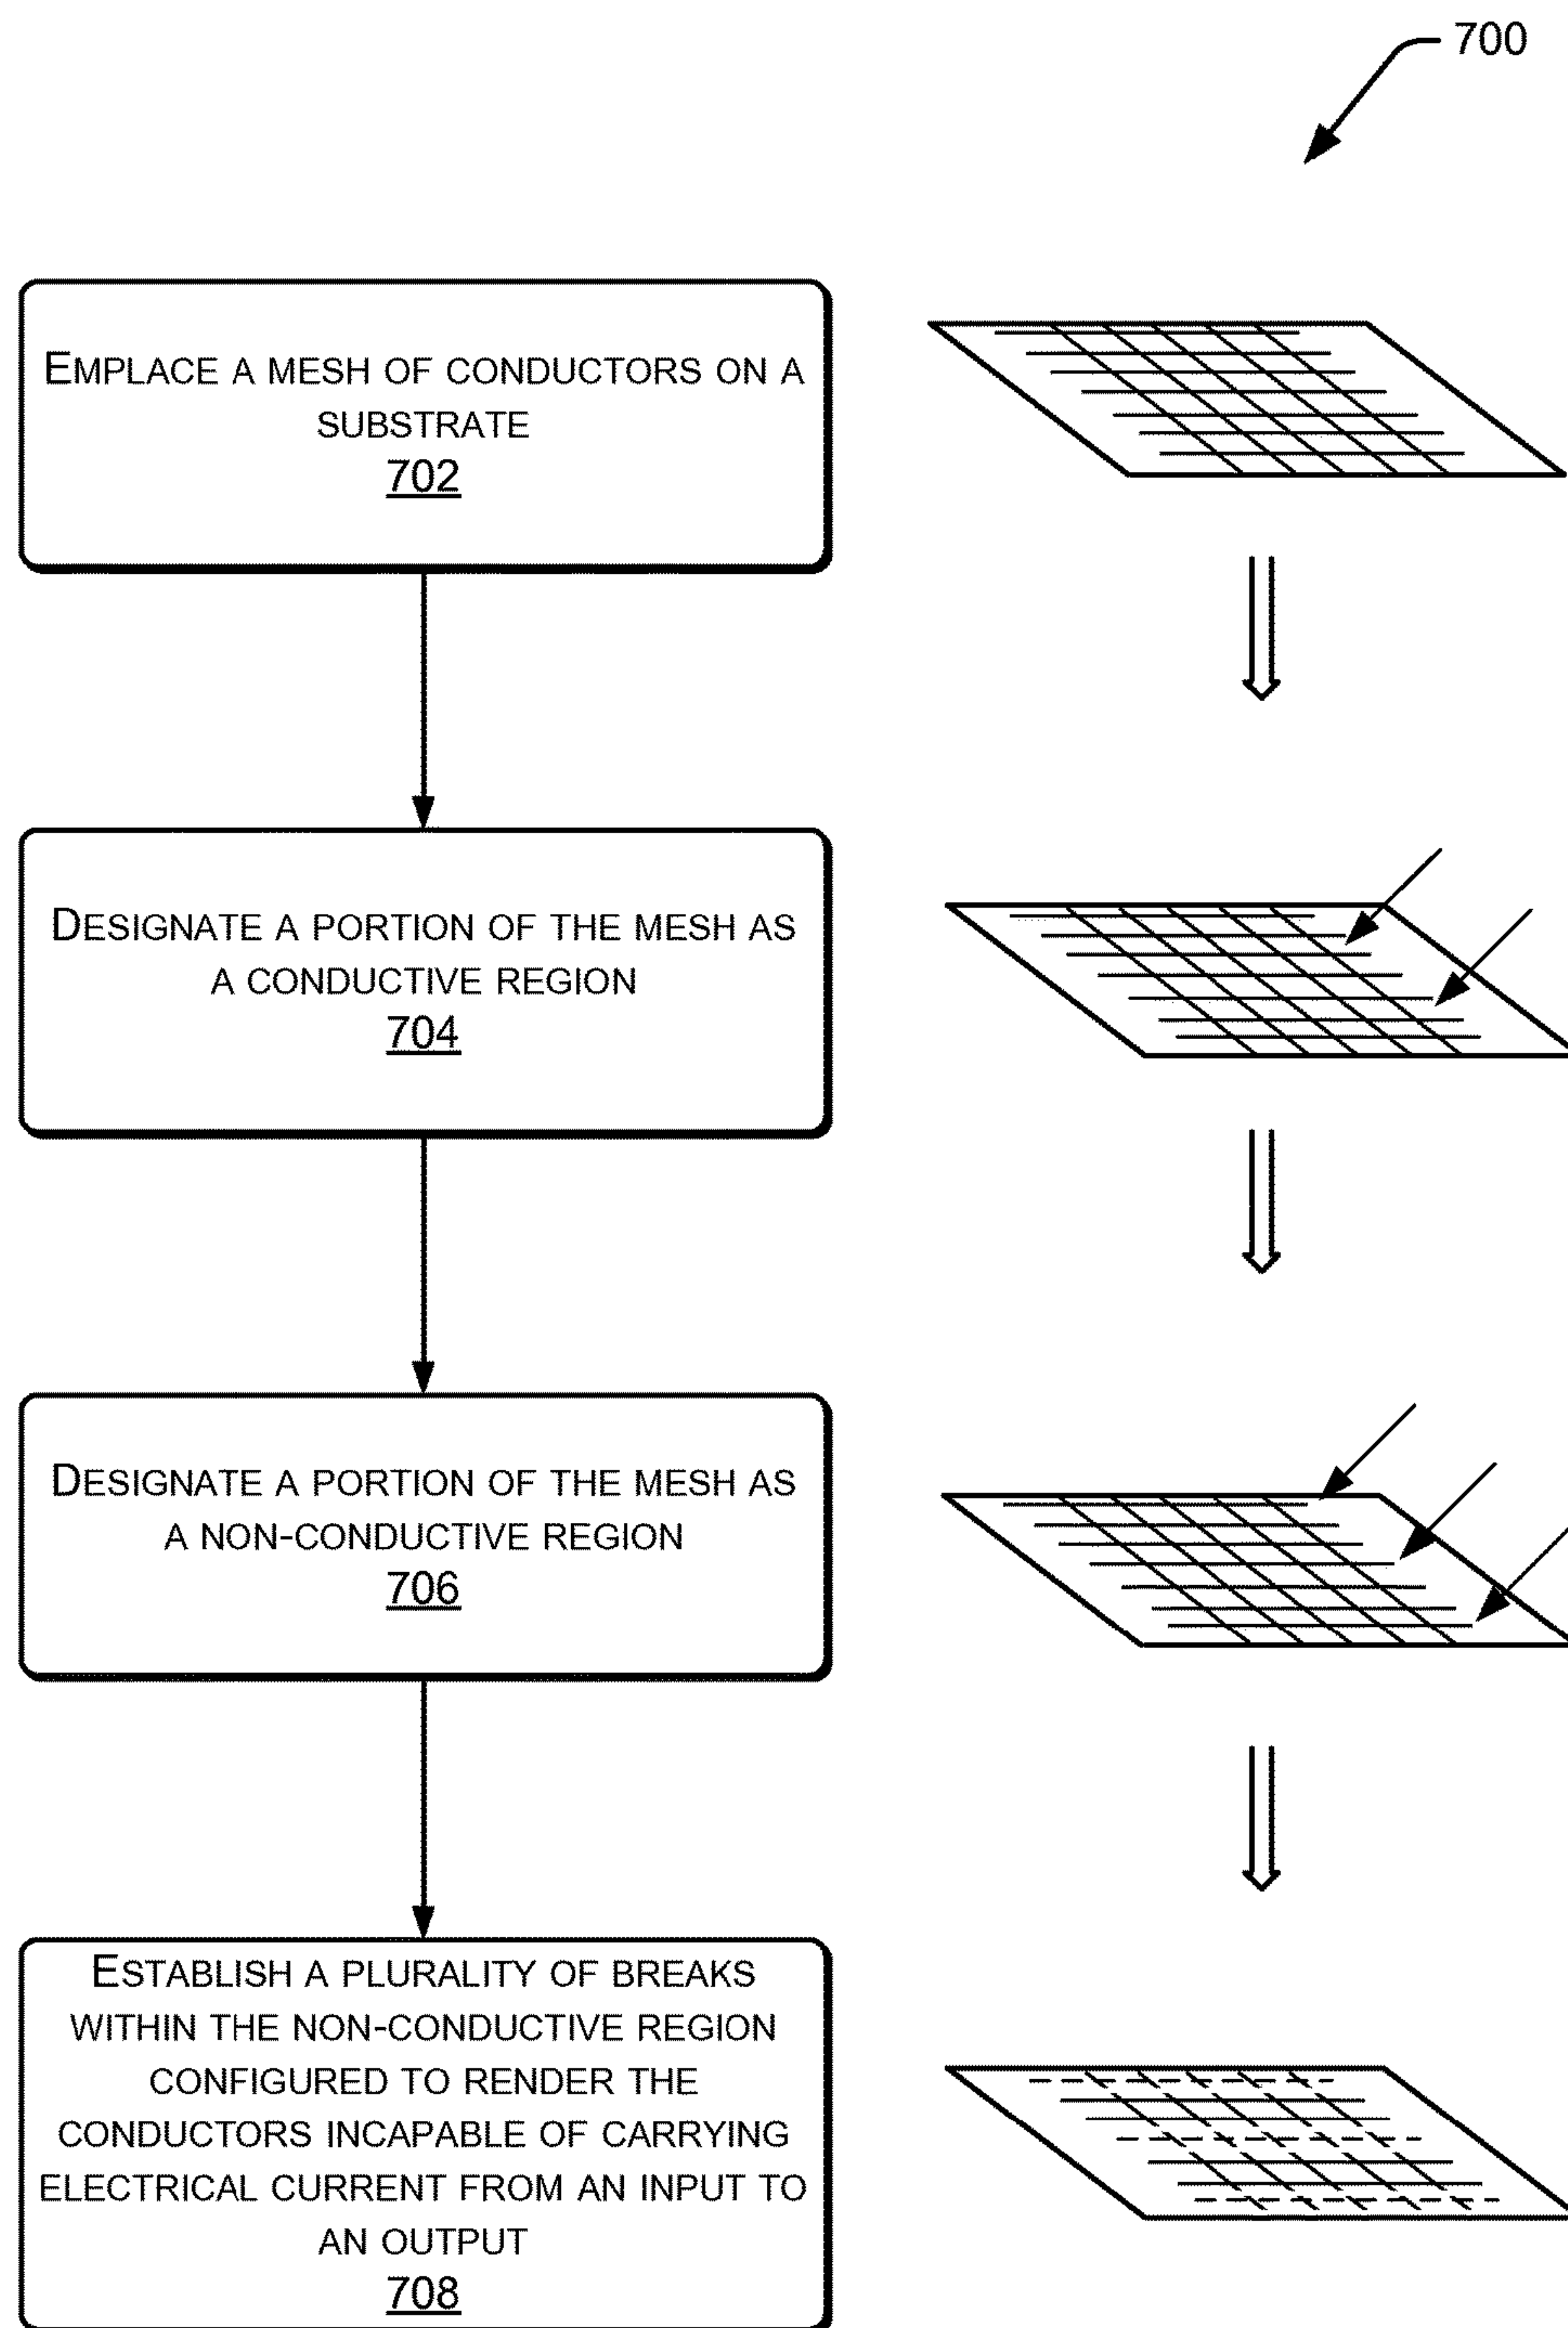 700
EMPLACE A MESH OF CONDUCTORS ON A
SUBSTRATE
702
DESIGNATE A PORTION OF THE MESH AS
A CONDUCTIVE REGION
704
DESIGNATE A PORTION OF THE MESH AS
A NON-CONDUCTIVE REGION
706
ESTABLISH A PLURALITY OF BREAKS
WITHIN THE NON-CONDUCTIVE REGION
CONFIGURED TO RENDER THE
CONDUCTORS INCAPABLE OF CARRYING
ELECTRICAL CURRENT FROM AN INPUT TO
AN OUTPUT
708